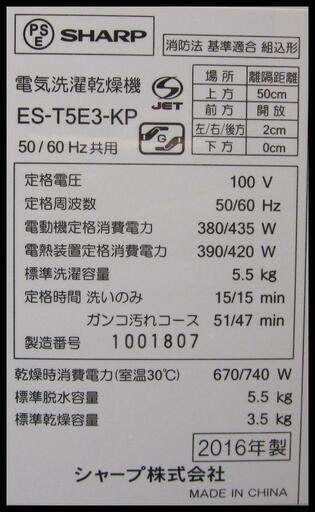 PS E SHARP
消防法 基準適合 組込形
電気洗濯乾燥機
JET
ES-T5E3-KP
50/60 Hz共用
場所 離隔距離
上方 50cm
前方 開放
左/右/後方 2cm
下方 0cm
定格電圧 100 V
定格周波数 50/60 Hz
電動機定格消費電力 380/435 W
電熱装置定格消費電力 390/420 W
標準洗濯容量 5.5 kg
定格時間 洗いのみ 15/15 min
ガンコ汚れコース 51/47 min
製造番号 1001807
乾燥時消費電力(室温30℃) 670/740 W
標準脱水容量 5.5 kg
標準乾燥容量 3.5 kg
2016年製
シャープ株式会社
MADE IN CHINA